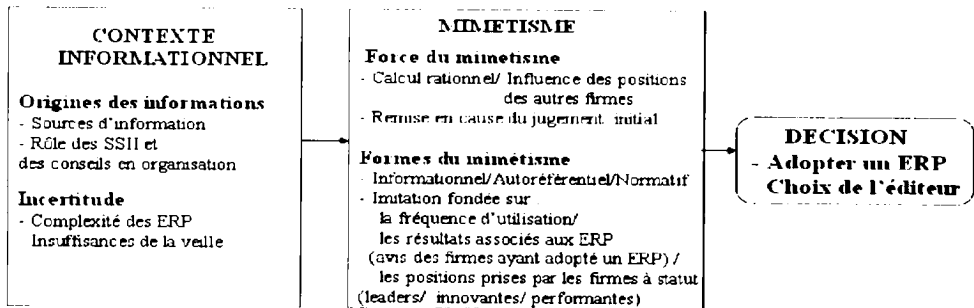 CONTEXTE
INFORMATIONNEL
Origines des informations
- Sources d'information
- Rôle des SSII et
des conseils en organisation
Incertitude
- Complexité des ERP
Insuffisances de la veille
MIMETISME
Force du mimetisme
- Calcul rationnel/ Influence des positions
des autres firmes
- Remise en cause du jugement initial
Formes du mimétisme
- Informationnel/Autoréférentiel/Normatif
- Imitation fondée sur
la fréquence d'utilisation/
les résultats associés aux ERP
(avis des firmes ayant adopté un ERP) /
les positions prises par les firmes à statut
(leaders/ innovantes/ performantes)
DECISION
- Adopter un ERP
Choix de l'éditeur